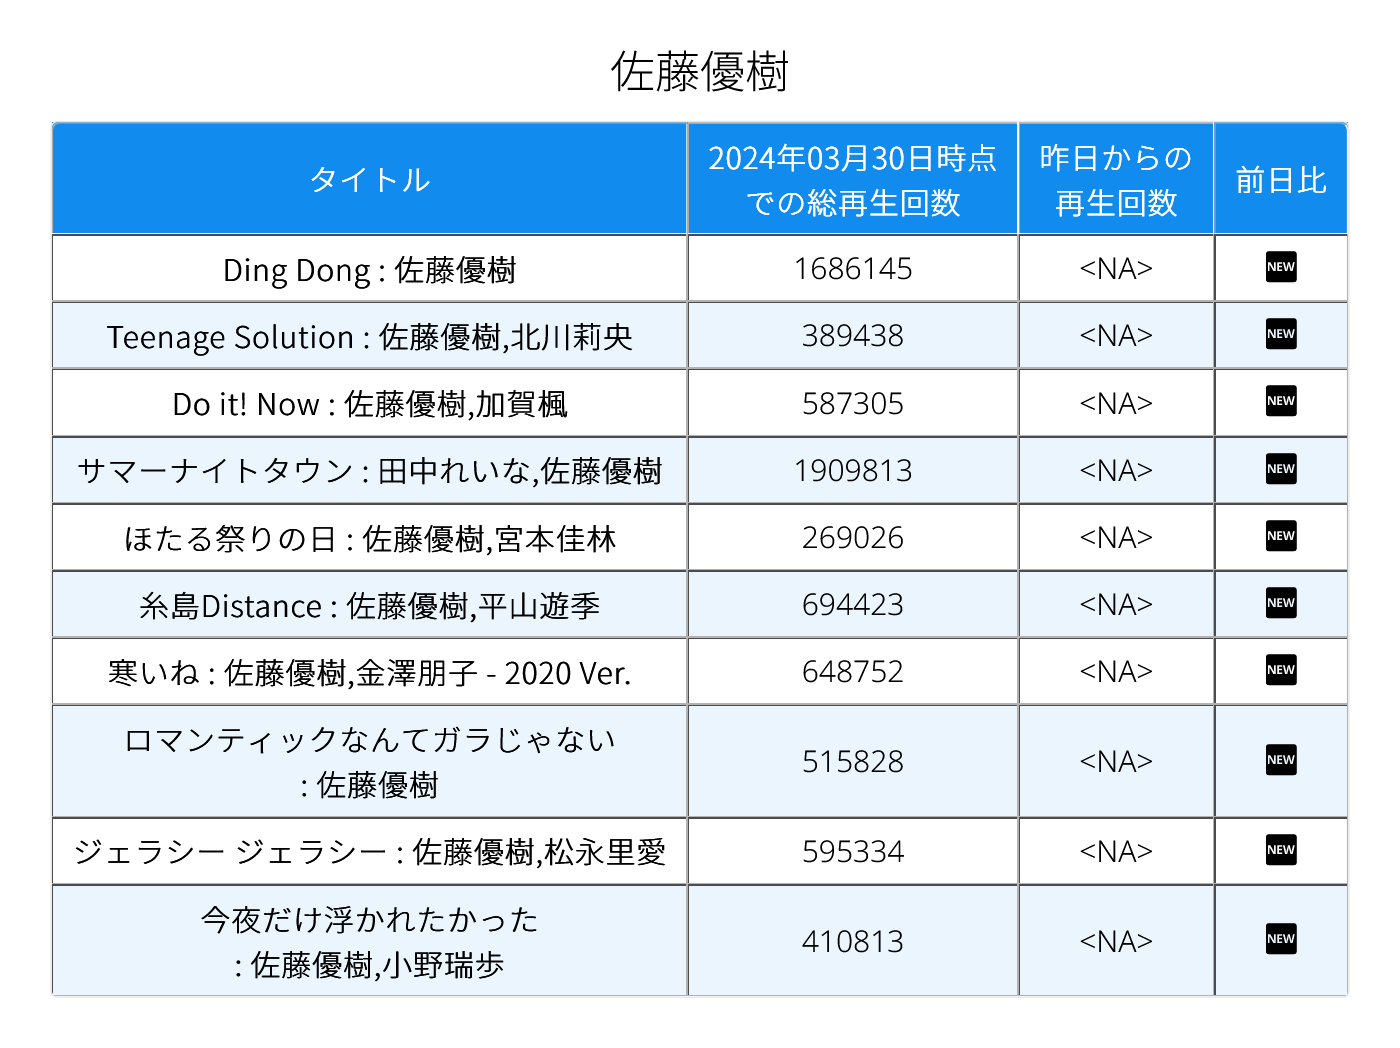 佐藤優樹
タイトル
2024年03月30日時点
での総再生回数
昨日からの
再生回数
前日比
Ding Dong : 佐藤優樹
1686145
<NA>
NEW
Teenage Solution : 佐藤優樹,北川莉央
389438
<NA>
NEW
Do it! Now : 佐藤優樹,加賀楓
587305
<NA>
NEW
サマーナイトタウン : 田中れいな,佐藤優樹
1909813
<NA>
NEW
ほたる祭りの日 : 佐藤優樹,宮本佳林
269026
<NA>
NEW
糸島Distance : 佐藤優樹,平山遊季
694423
<NA>
NEW
寒いね : 佐藤優樹,金澤朋子 - 2020 Ver.
648752
<NA>
NEW
ロマンティックなんてガラじゃない
: 佐藤優樹
515828
<NA>
NEW
ジェラシー ジェラシー : 佐藤優樹,松永里愛
595334
<NA>
NEW
今夜だけ浮かれたかった
: 佐藤優樹,小野瑞歩
410813
<NA>
NEW